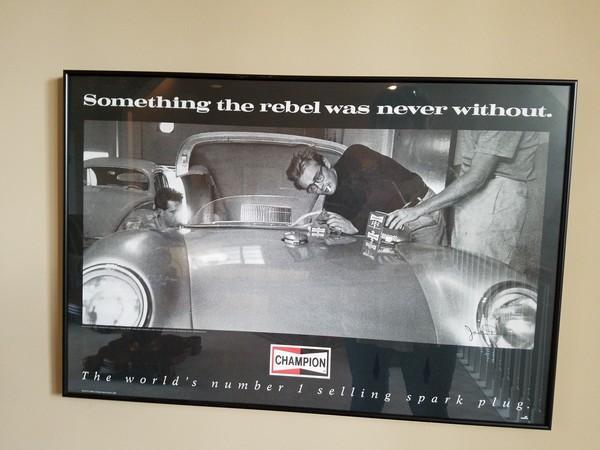 Something the rebel was never without.
CHAMPION
The world's number 1 selling spark plug.